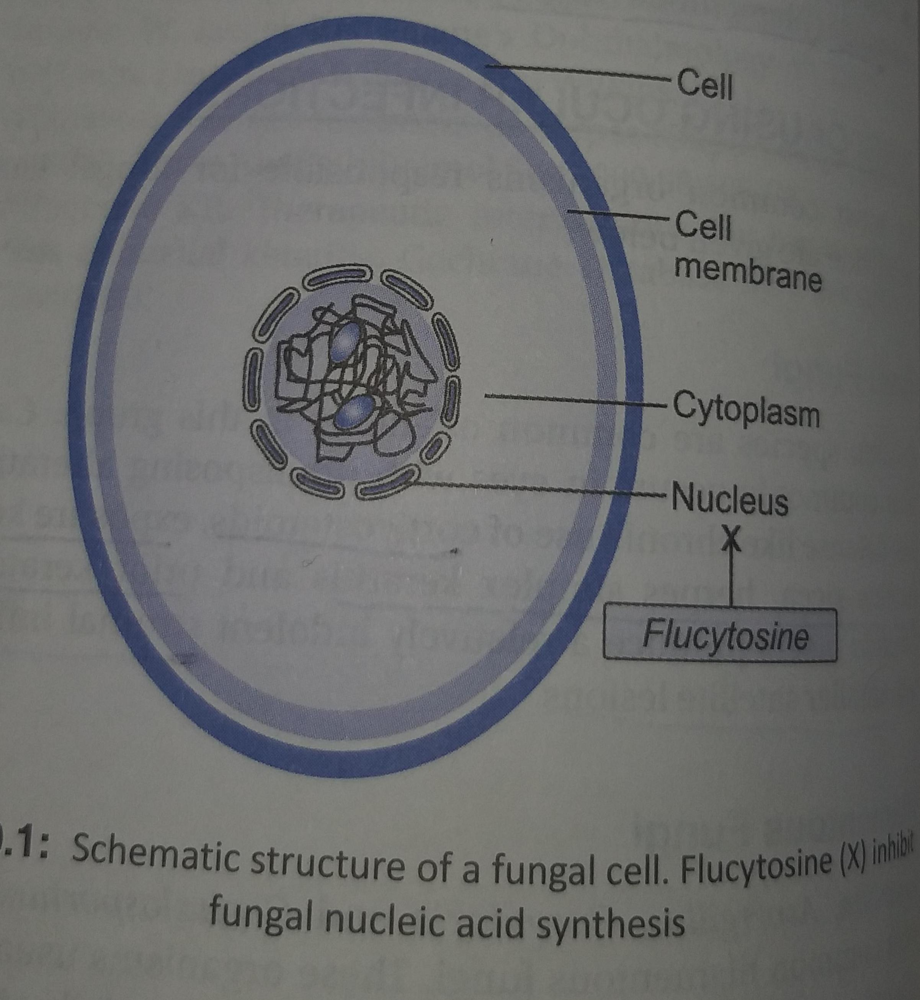 Cell
Cell
membrane
Cytoplasm
Nucleus
X
Flucytosine
.1: Schematic structure of a fungal cell. Flucytosine (X) inhibit
fungal nucleic acid synthesis